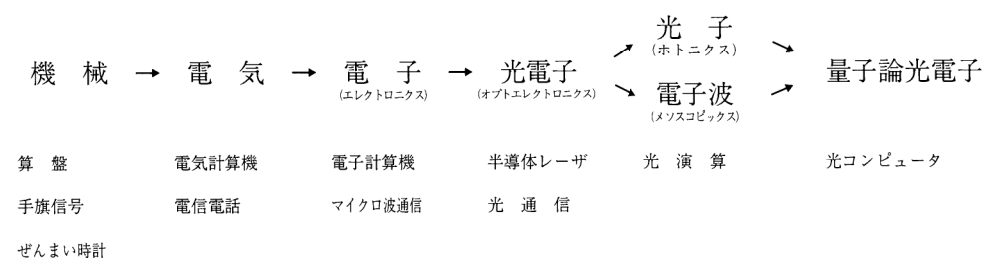 機械 → 電気 → 電子 → 光電子 → 光子 → 量子論光電子
(エレクトロニクス)
(オプトエレクトロニクス)
(ホトニクス)
電子波
(メソスコピックス)
算盤 電気計算機 電子計算機 半導体レーザ 光演算 光コンピュータ
手旗信号 電信電話 マイクロ波通信 光通信
ぜんまい時計